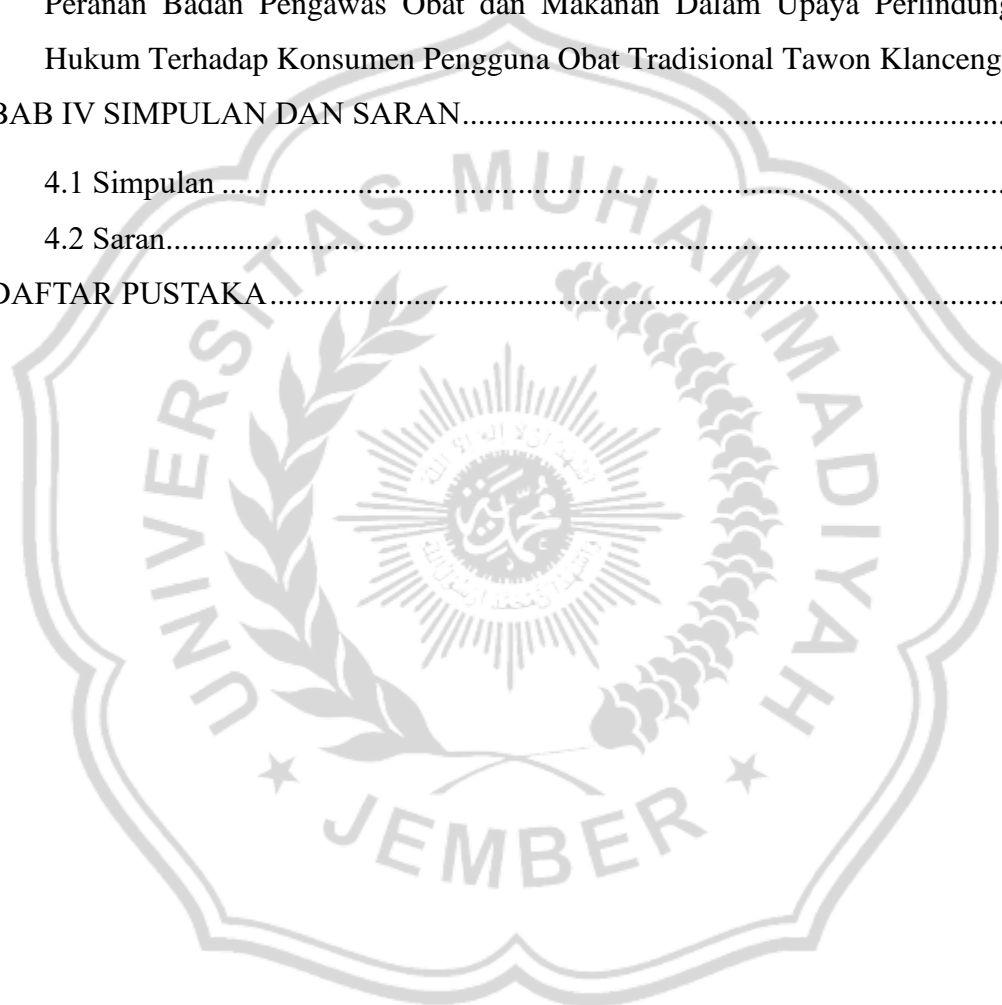 Peranan Badan Pengawas Obat dan Makanan Dalam Upaya
Hukum Terhadap Konsumen Pengguna Obat Tradisional Tawon Klanceng
BAB IV SIMPULAN DAN SARAN
4.1 Simpulan
4.2 Saran
DAFTAR PUSTAKA
UNIVERSITAS MUHAMMADIYAH
JEMBER